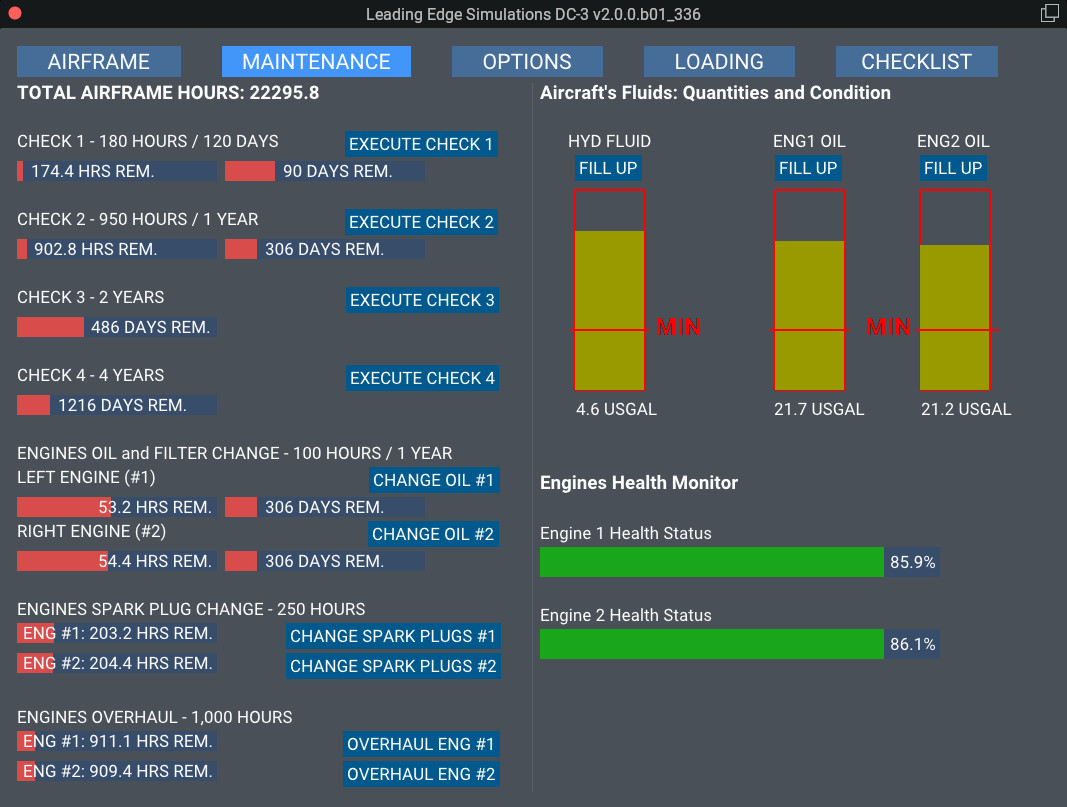 Leading Edge Simulations DC-3 v2.0.0.b01_336
AIRFRAME MAINTENANCE OPTIONS LOADING CHECKLIST
TOTAL AIRFRAME HOURS: 22295.8
CHECK 1 - 180 HOURS / 120 DAYS
EXECUTE CHECK 1
174.4 HRS REM. 90 DAYS REM.
CHECK 2 - 950 HOURS / 1 YEAR
EXECUTE CHECK 2
902.8 HRS REM. 306 DAYS REM.
CHECK 3 - 2 YEARS
EXECUTE CHECK 3
486 DAYS REM.
CHECK 4 - 4 YEARS
EXECUTE CHECK 4
1216 DAYS REM.
ENGINES OIL and FILTER CHANGE - 100 HOURS / 1 YEAR
LEFT ENGINE (#1)
CHANGE OIL #1
53.2 HRS REM. 306 DAYS REM.
RIGHT ENGINE (#2)
CHANGE OIL #2
54.4 HRS REM. 306 DAYS REM.
ENGINES SPARK PLUG CHANGE - 250 HOURS
ENG #1: 203.2 HRS REM. CHANGE SPARK PLUGS #1
ENG #2: 204.4 HRS REM. CHANGE SPARK PLUGS #2
ENGINES OVERHAUL - 1,000 HOURS
ENG #1: 911.1 HRS REM. OVERHAUL ENG #1
ENG #2: 909.4 HRS REM. OVERHAUL ENG #2
Aircraft's Fluids: Quantities and Condition
HYD FLUID ENG1 OIL ENG2 OIL
FILL UP FILL UP FILL UP
MIN MIN
4.6 USGAL 21.7 USGAL 21.2 USGAL
Engines Health Monitor
Engine 1 Health Status
85.9%
Engine 2 Health Status
86.1%